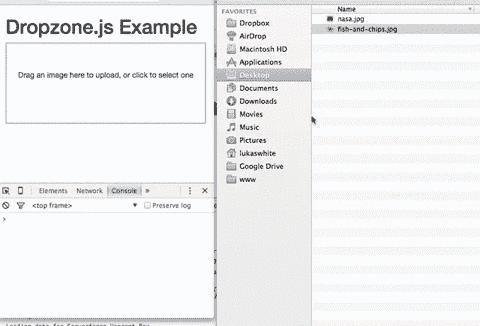 Dropzone.js Example
Drag an image here to upload, or click to select one
Elements Network Console »
<top frame> Preserve log
>
FAVORITES
Dropbox
AirDrop
Macintosh HD
Applications
Desktop
Documents
Downloads
Movies
Music
Pictures
lukaswhite
Google Drive
www
Name
nasa.jpg
fish-and-chips.jpg